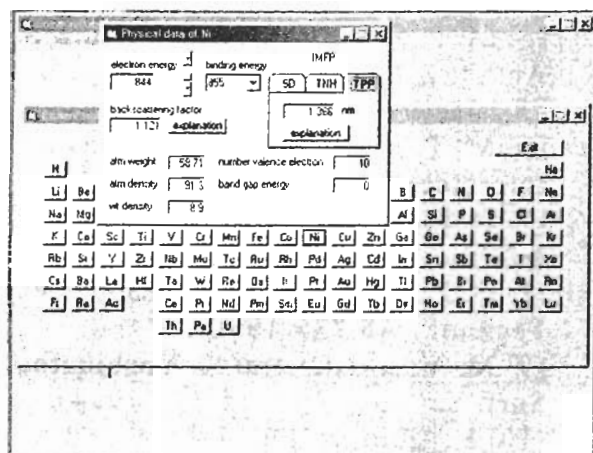 Physical data of Ni
electron energy
binding energy
IMFP
844
855
SD TNH TPP
1.366 nm
explanation
back scattering factor
1.121 explanation
atm weight 58.71 number valence electron 10
atm density 91.3 band gap energy 0
wt density 8.9
Exit
H He
Li Be B C N O F Ne
Na Mg Al Si P S Cl Ar
K Ca Sc Ti V Cr Mn Fe Co Ni Cu Zn Ga Ge As Se Br Kr
Rb Sr Y Zr Nb Mo Tc Ru Rh Pd Ag Cd In Sn Sb Te I Xe
Cs Ba La Hf Ta W Re Os Ir Pt Au Hg Tl Pb Bi Po At Rn
Fr Ra Ac Ce Pr Nd Pm Sm Eu Gd Tb Dy Ho Er Tm Yb Lu
Th Pa U